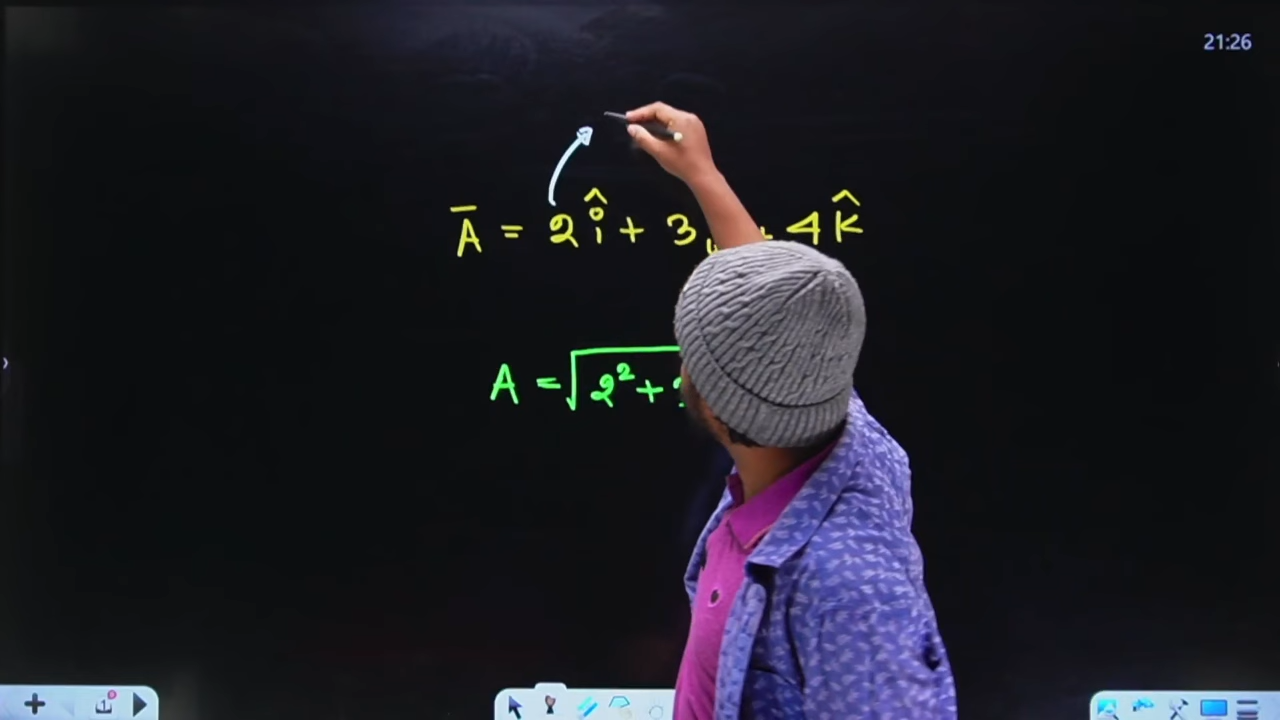 21:26
A̅ = 2î + 3 + 4k̂
A = √2² +